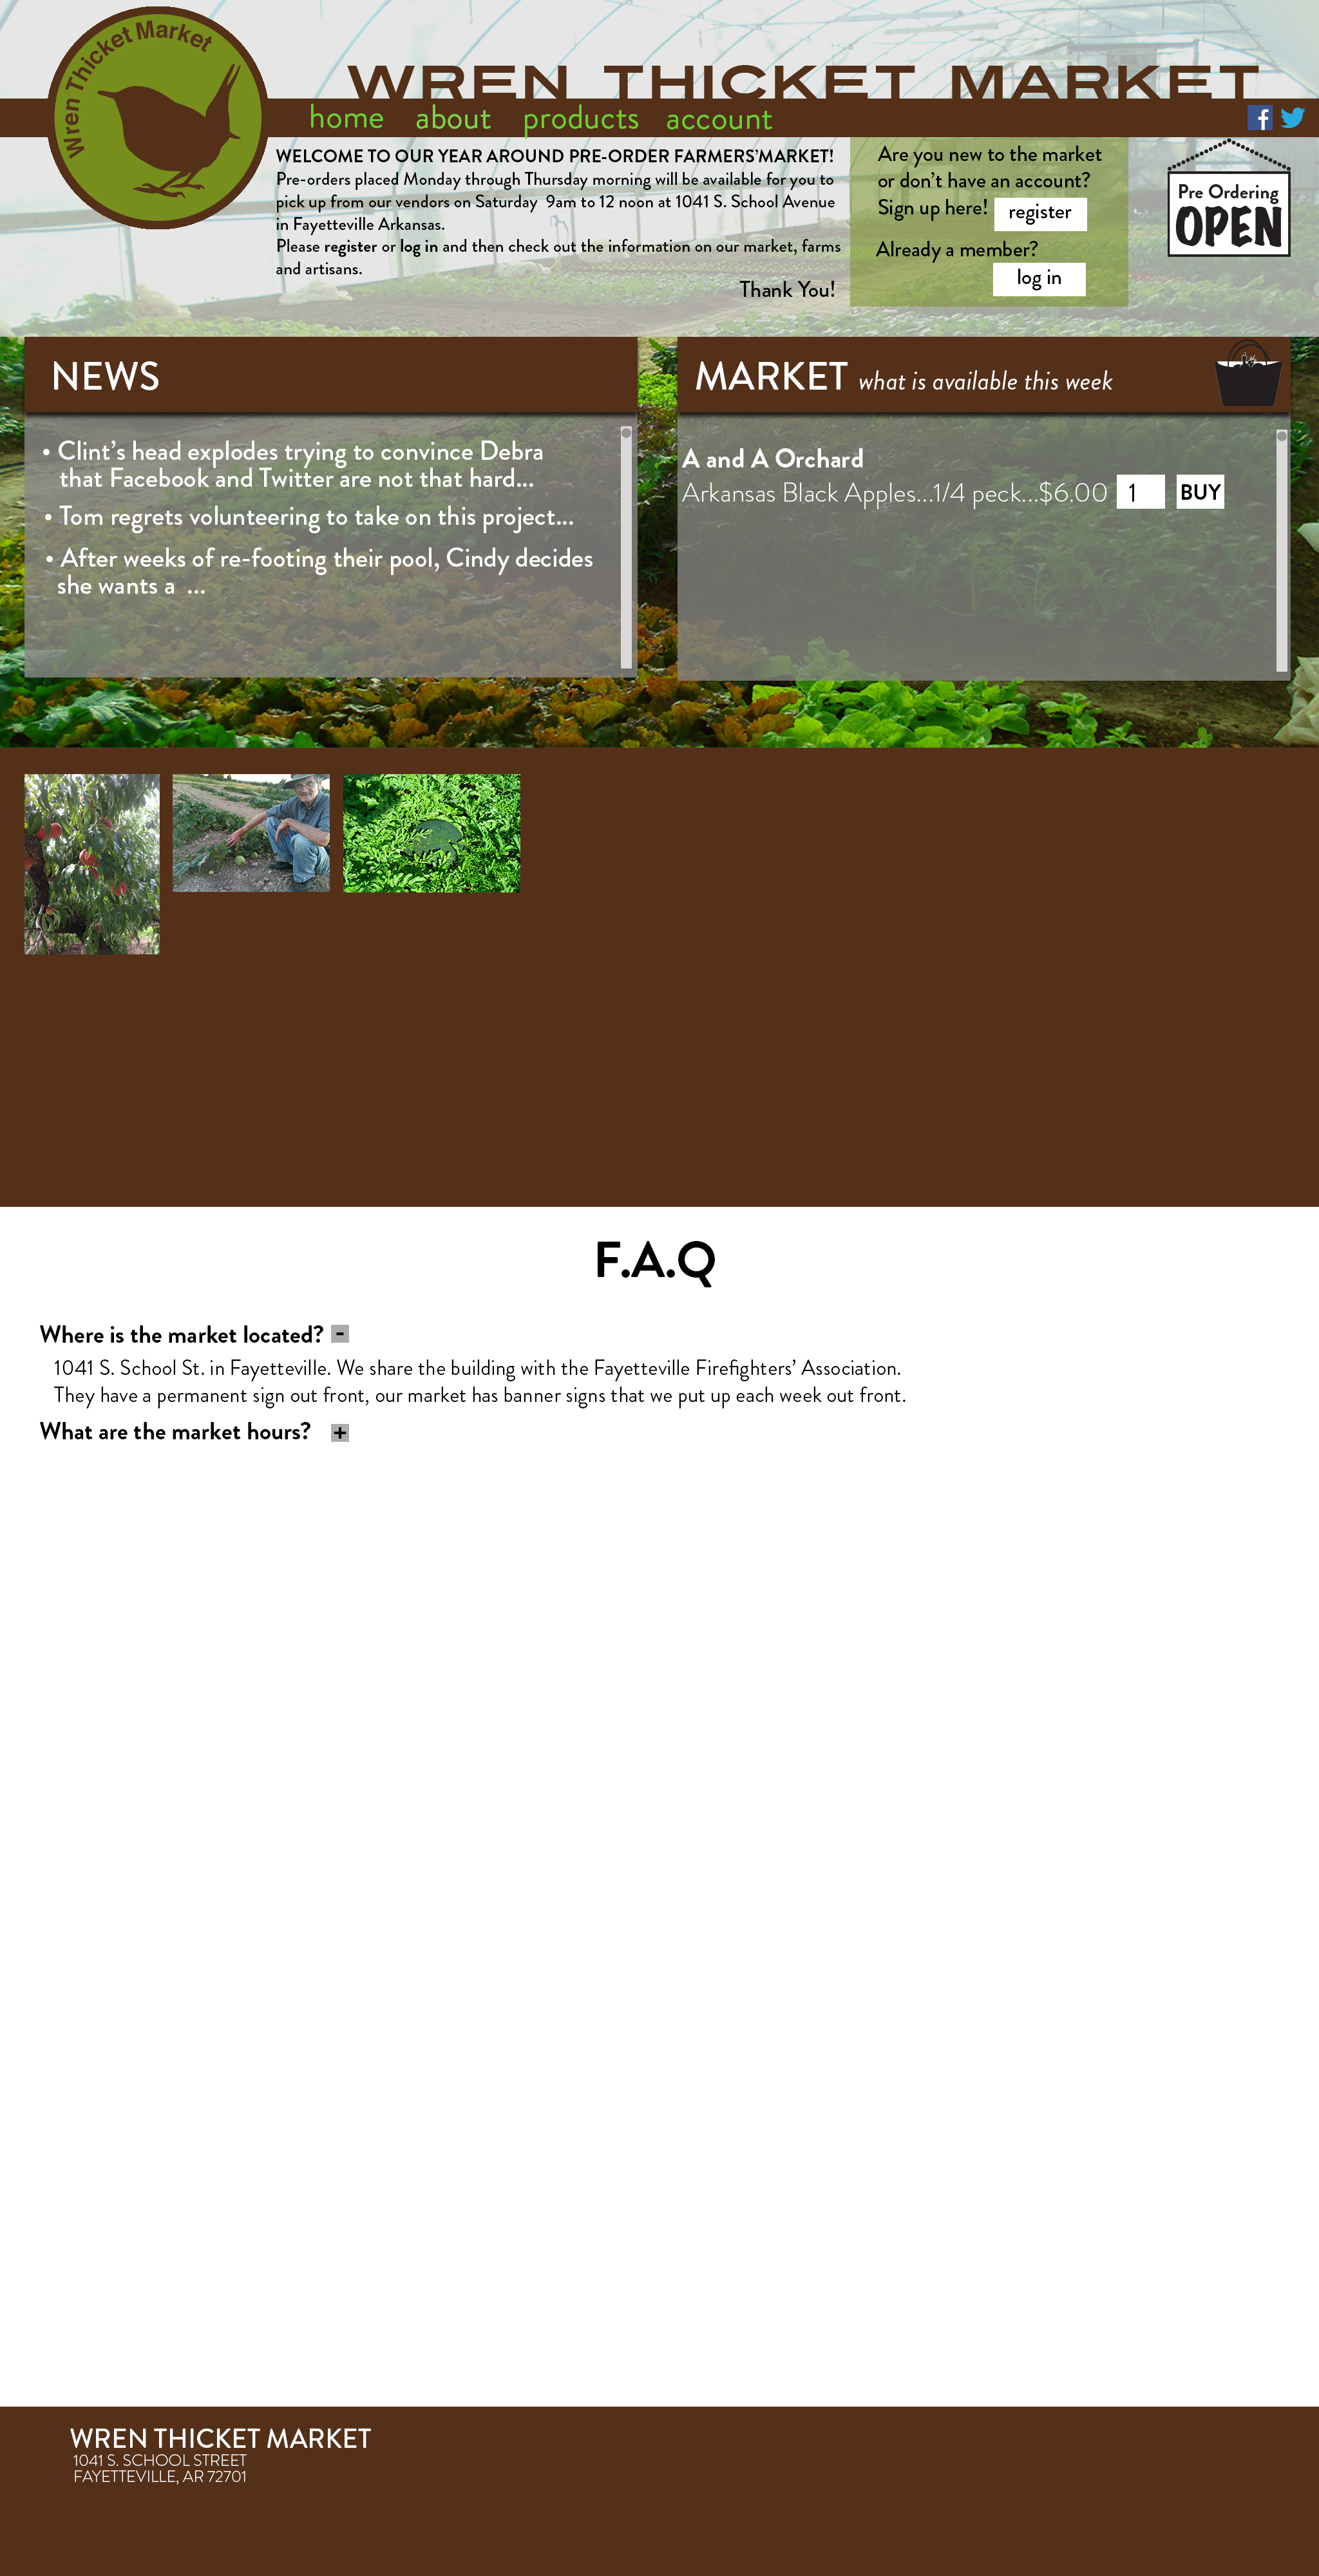 Wren Thicket Market
WREN THICKET MARKET
home about products account
WELCOME TO OUR YEAR AROUND PRE-ORDER FARMERS’MARKET!
Pre-orders placed Monday through Thursday morning will be available for you to
pick up from our vendors on Saturday 9am to 12 noon at 1041 S. School Avenue
in Fayetteville Arkansas.
Please register or log in and then check out the information on our market, farms
and artisans.
Thank You!
Are you new to the market
or don’t have an account?
Sign up here! register
Already a member?
log in
Pre Ordering
OPEN
NEWS
• Clint’s head explodes trying to convince Debra
that Facebook and Twitter are not that hard...
• Tom regrets volunteering to take on this project...
• After weeks of re-footing their pool, Cindy decides
she wants a ...
MARKET what is available this week
A and A Orchard
Arkansas Black Apples...1/4 peck...$6.00 1 BUY
F.A.Q
Where is the market located? -
1041 S. School St. in Fayetteville. We share the building with the Fayetteville Firefighters’ Association.
They have a permanent sign out front, our market has banner signs that we put up each week out front.
What are the market hours? +
WREN THICKET MARKET
1041 S. SCHOOL STREET
FAYETTEVILLE, AR 72701